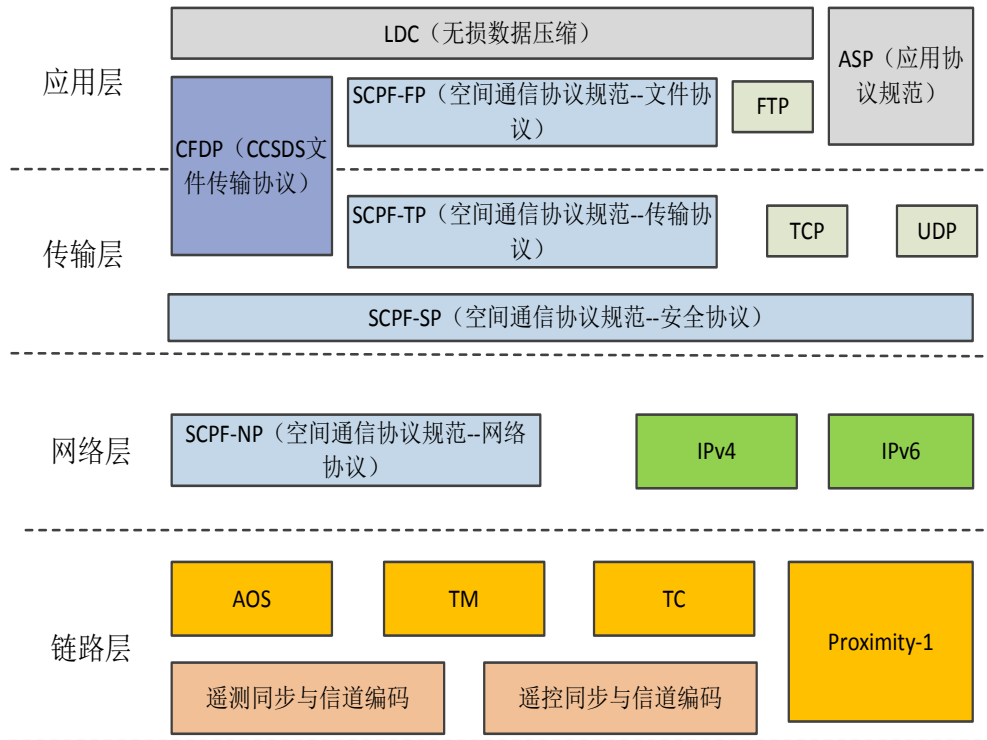 LDC（无损数据压缩）
ASP（应用协
议规范）
应用层
SCPF-FP（空间通信协议规范--文件协
议）
FTP
CFDP（CCSDS文
件传输协议）
传输层
SCPF-TP（空间通信协议规范--传输协
议）
TCP
UDP
SCPF-SP（空间通信协议规范--安全协议）
网络层
SCPF-NP（空间通信协议规范--网络
协议）
IPv4
IPv6
链路层
AOS
TM
TC
Proximity-1
遥测同步与信道编码
遥控同步与信道编码